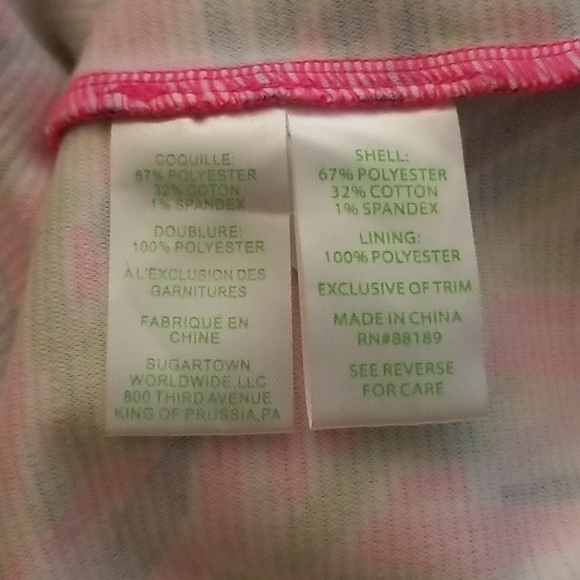 COQUILLE:
67% POLYESTER
32% COTON
1% SPANDEX
DOUBLURE:
100% POLYESTER
À L'EXCLUSION DES
GARNITURES
FABRIQUÉ EN
CHINE
SUGARTOWN
WORLDWIDE, LLC
800 THIRD AVENUE
KING OF PRUSSIA, PA
SHELL:
67% POLYESTER
32% COTTON
1% SPANDEX
LINING:
100% POLYESTER
EXCLUSIVE OF TRIM
MADE IN CHINA
RN#88189
SEE REVERSE
FOR CARE